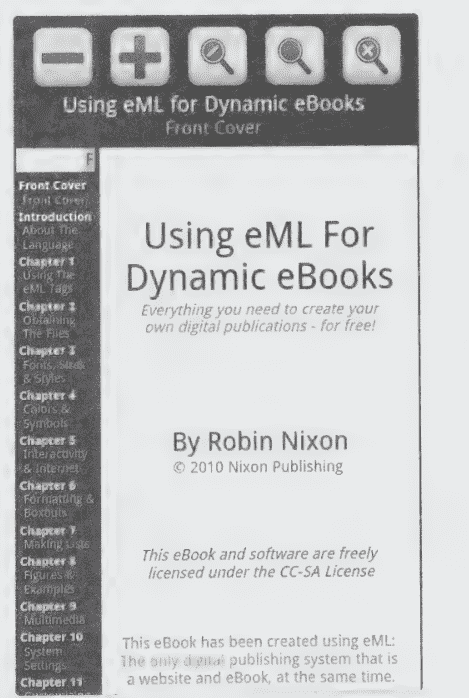 Using eML for Dynamic eBooks
Front Cover
F
Front Cover
Front Cover
Introduction
About The
Language
Chapter 1
Using The
eML Tags
Chapter 2
Obtaining
The Files
Chapter 3
Fonts, Sizes
& Styles
Chapter 4
Colors &
Symbols
Chapter 5
Interactivity
& Internet
Chapter 6
Formatting &
Boxouts
Chapter 7
Making Lists
Chapter 8
Figures &
Examples
Chapter 9
Multimedia
Chapter 10
System
Settings
Chapter 11
Using eML For
Dynamic eBooks
Everything you need to create your
own digital publications - for free!
By Robin Nixon
© 2010 Nixon Publishing
This eBook and software are freely
licensed under the CC-SA License
This eBook has been created using eML:
The only digital publishing system that is
a website and eBook, at the same time.